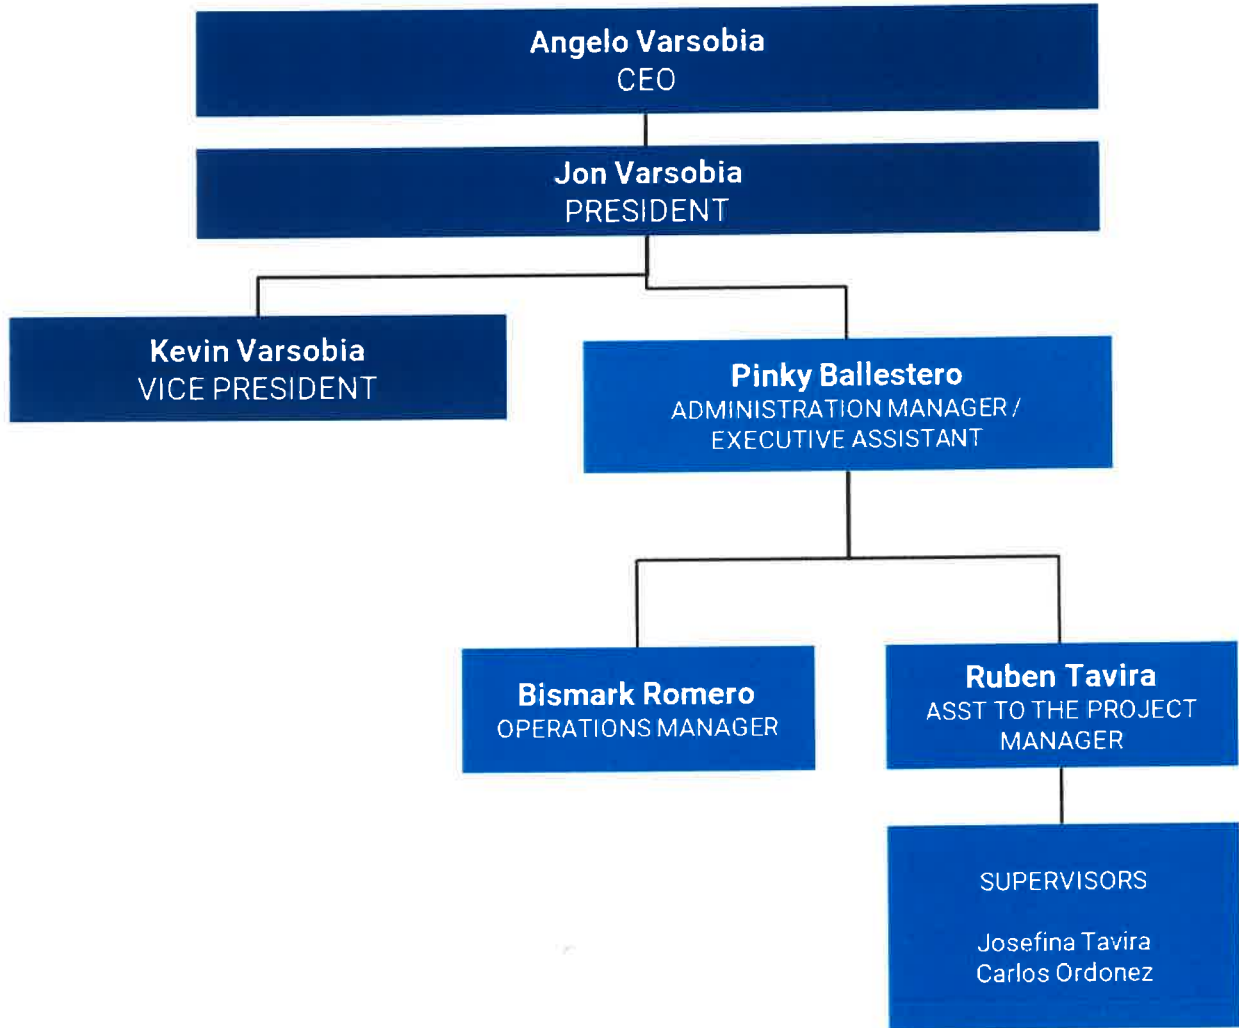 Angelo Varsobia
CEO
Jon Varsobia
PRESIDENT
Kevin Varsobia
VICE PRESIDENT
Pinky Ballestero
ADMINISTRATION MANAGER /
EXECUTIVE ASSISTANT
Bismark Romero
OPERATIONS MANAGER
Ruben Tavira
ASST TO THE PROJECT
MANAGER
SUPERVISORS
Josefina Tavira
Carlos Ordonez